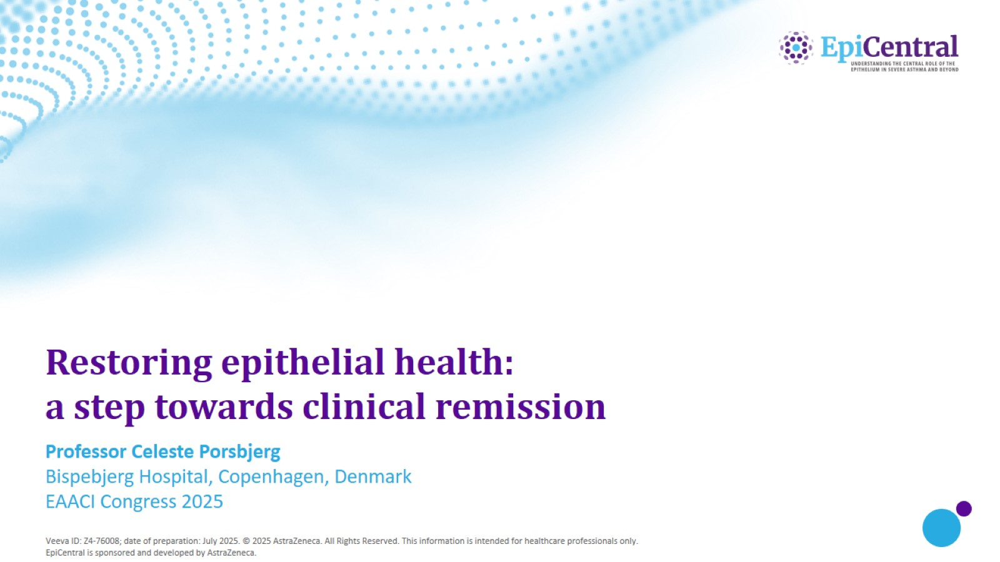 EpiCentral
UNDERSTANDING THE CENTRAL ROLE OF THE
EPITHELIUM IN SEVERE ASTHMA AND BEYOND
Restoring epithelial health:
a step towards clinical remission
Professor Celeste Porsbjerg
Bispebjerg Hospital, Copenhagen, Denmark
EAACI Congress 2025
Veeva ID: Z4-76008; date of preparation: July 2025. © 2025 AstraZeneca. All Rights Reserved. This information is intended for healthcare professionals only.
EpiCentral is sponsored and developed by AstraZeneca.